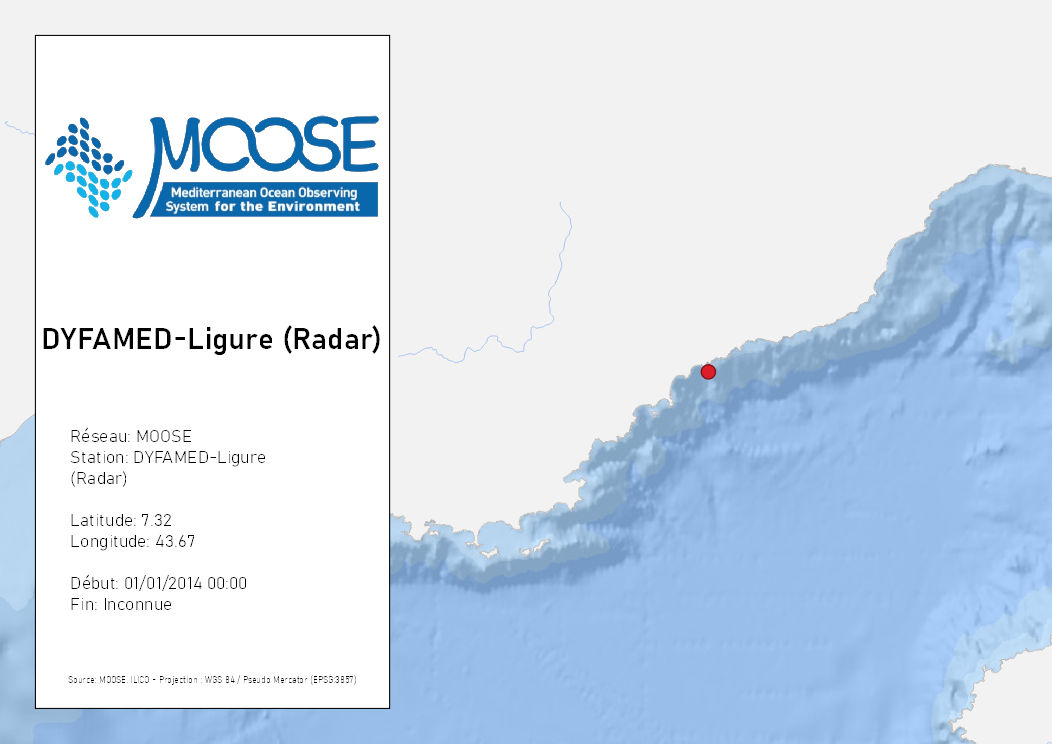 MOOSE
Mediterranean Ocean Observing
System for the Environment
DYFAMED-Ligure (Radar)
Réseau: MOOSE
Station: DYFAMED-Ligure
(Radar)
Latitude: 7.32
Longitude: 43.67
Début: 01/01/2014 00:00
Fin: Inconnue
Source: MOOSE, ILICO - Projection : WGS 84 / Pseudo Mercator (EPSG:3857)